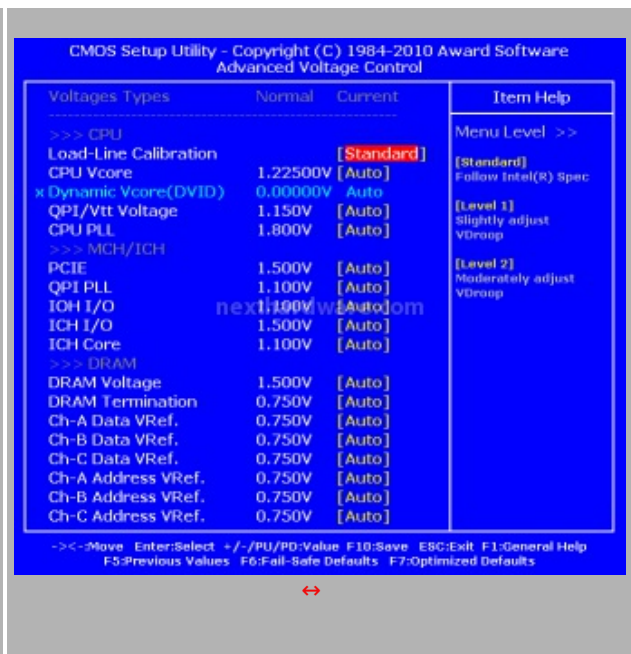 CMOS Setup Utility - Copyright (C) 1984-2010 Award Software
Advanced Voltage Control
Voltages Types Normal Current
Item Help
>>> CPU
Menu Level >>
Load-Line Calibration [Standard]
CPU Vcore 1.22500V [Auto]
x Dynamic Vcore(DVID) 0.00000V Auto
QPI/Vtt Voltage 1.150V [Auto]
CPU PLL 1.800V [Auto]
>>> MCH/ICH
PCIE 1.500V [Auto]
QPI PLL 1.100V [Auto]
IOH I/O 1.100V [Auto]
ICH I/O 1.500V [Auto]
ICH Core 1.100V [Auto]
>>> DRAM
DRAM Voltage 1.500V [Auto]
DRAM Termination 0.750V [Auto]
Ch-A Data VRef. 0.750V [Auto]
Ch-B Data VRef. 0.750V [Auto]
Ch-C Data VRef. 0.750V [Auto]
Ch-A Address VRef. 0.750V [Auto]
Ch-B Address VRef. 0.750V [Auto]
Ch-C Address VRef. 0.750V [Auto]
[Standard]
Follow Intel(R) Spec
[Level 1]
Slightly adjust
VDroop
[Level 2]
Moderately adjust
VDroop
nexthardware.com
-><-:Move Enter:Select +/-/PU/PD:Value F10:Save ESC:Exit F1:General Help
F5:Previous Values F6:Fail-Safe Defaults F7:Optimized Defaults